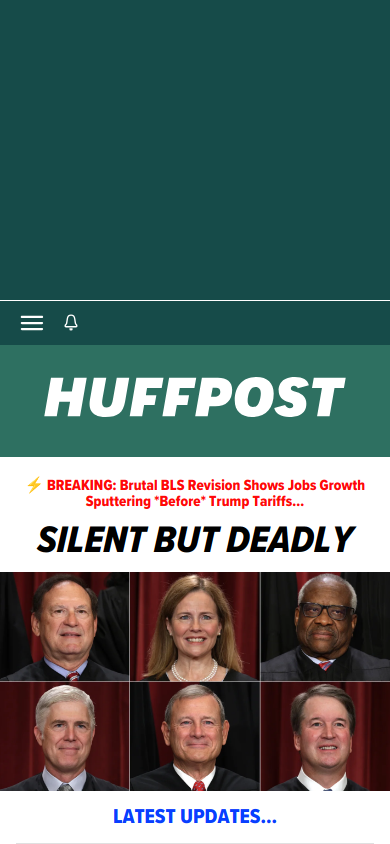 HUFFPOST
⚡ BREAKING: Brutal BLS Revision Shows Jobs Growth
Sputtering *Before* Trump Tariffs...
SILENT BUT DEADLY
LATEST UPDATES...